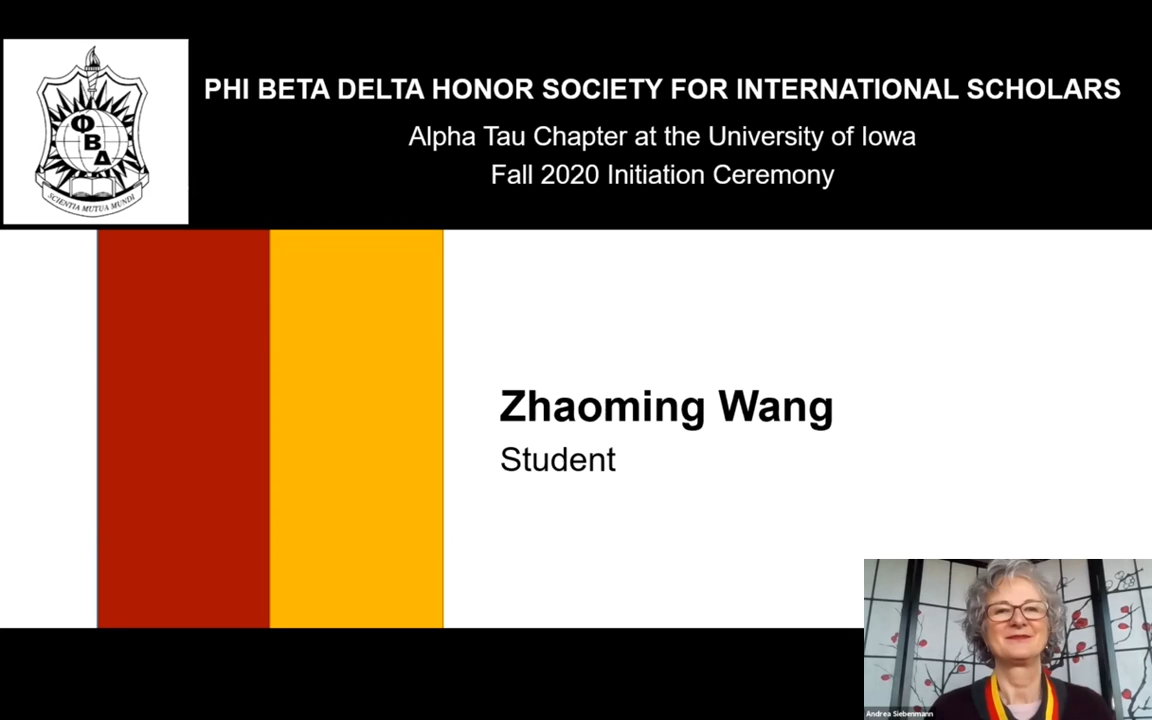 PHI BETA DELTA HONOR SOCIETY FOR INTERNATIONAL SCHOLARS
Alpha Tau Chapter at the University of Iowa
Fall 2020 Initiation Ceremony
Φ
Β
Δ
SCIENTIA MUTUA MUNDI
Zhaoming Wang
Student
Andrea Siebenmann